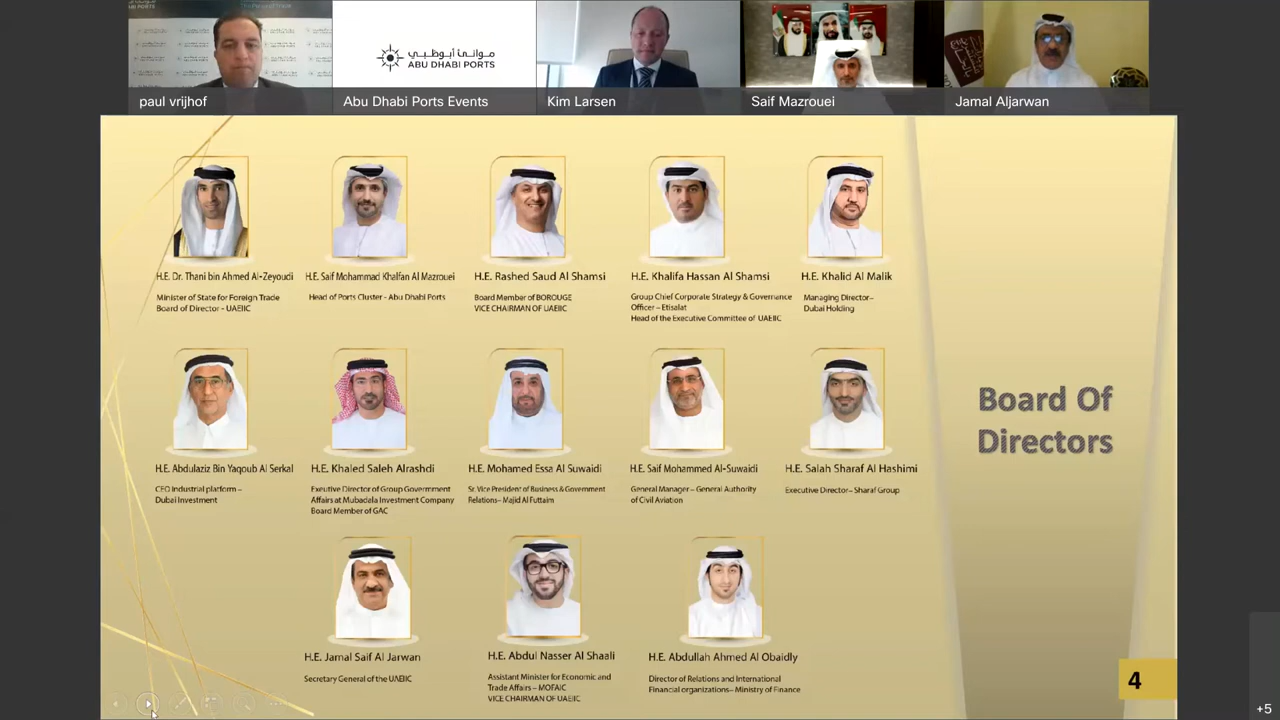 paul vrijhof
موانئ أبوظبي
ABU DHABI PORTS
Abu Dhabi Ports Events
Kim Larsen
Saif Mazrouei
Jamal Aljarwan
H.E. Dr. Thani bin Ahmed Al-Zeyoudi
Minister of State for Foreign Trade
Board of Director - UAEIIC
H.E. Saif Mohammad Khalfan Al Mazrouei
Head of Ports Cluster - Abu Dhabi Ports
H.E. Rashed Saud Al Shamsi
Board Member of BOROUGE
VICE CHAIRMAN OF UAEIIC
H.E. Khalifa Hassan Al Shamsi
Group Chief Corporate Strategy & Governance
Officer – Etisalat
Head of the Executive Committee of UAEIIC
H.E. Khalid Al Malik
Managing Director–
Dubai Holding
H.E. Abdulaziz Bin Yaqoub Al Serkal
CEO Industrial platform –
Dubai Investment
H.E. Khaled Saleh Alrashdi
Executive Director of Group Government
Affairs at Mubadala Investment Company
Board Member of GAC
H.E. Mohamed Essa Al Suwaidi
Sr. Vice President of Business & Government
Relations– Majid Al Futtaim
H.E. Saif Mohammed Al-Suwaidi
General Manager – General Authority
of Civil Aviation
H.E. Salah Sharaf Al Hashimi
Executive Director– Sharaf Group
H.E. Jamal Saif Al Jarwan
Secretary General of the UAEIIC
H.E. Abdul Nasser Al Shaali
Assistant Minister for Economic and
Trade Affairs – MOFAIC
VICE CHAIRMAN OF UAEIIC
H.E. Abdullah Ahmed Al Obaidly
Director of Relations and International
Financial organizations– Ministry of Finance
Board Of
Directors
4
+5